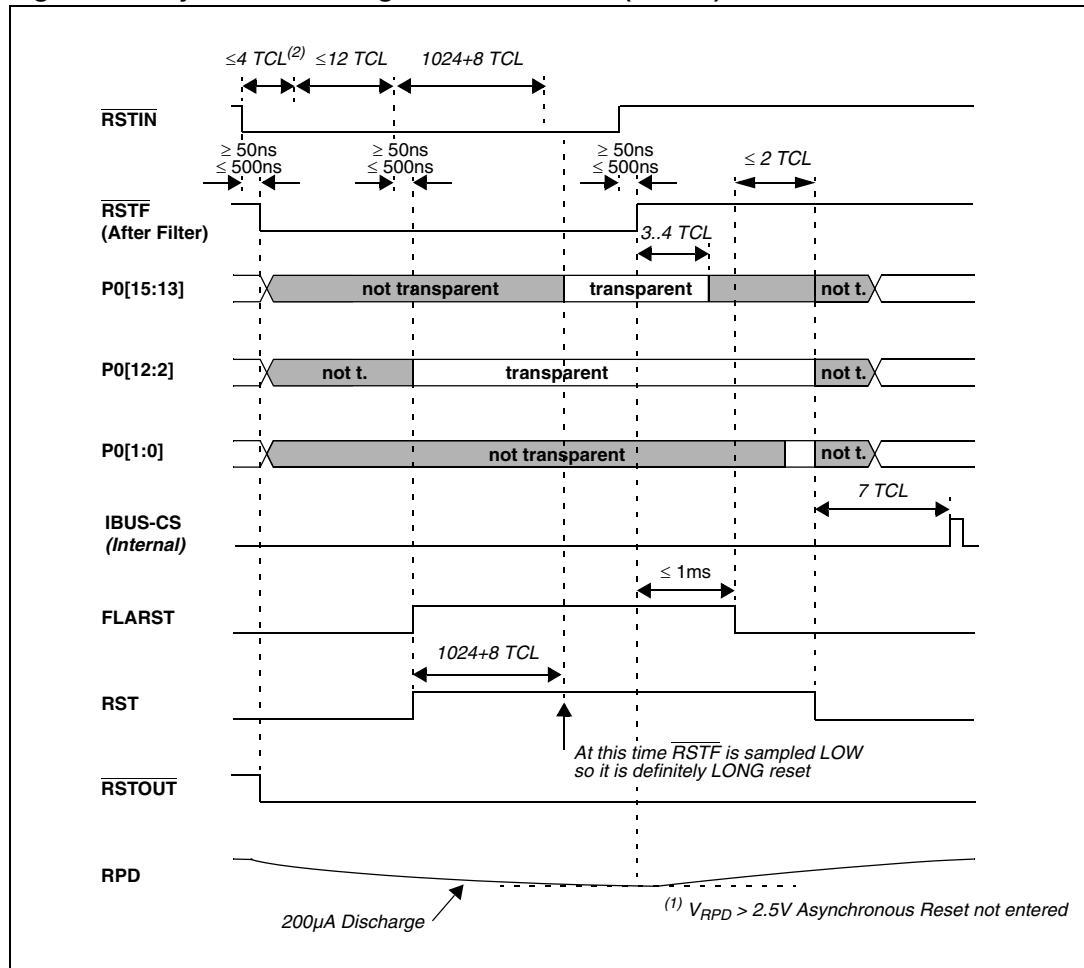 ≤4 TCL(2) ≤12 TCL 1024+8 TCL
RSTIN
≥ 50ns ≥ 50ns ≥ 50ns
≤ 500ns ≤ 500ns ≤ 500ns
≤ 2 TCL
RSTF
(After Filter)
3..4 TCL
P0[15:13] not transparent transparent not t.
P0[12:2] not t. transparent not t.
P0[1:0] not transparent not t.
7 TCL
IBUS-CS
(Internal)
≤ 1ms
FLARST
1024+8 TCL
RST
At this time RSTF is sampled LOW
so it is definitely LONG reset
RSTOUT
RPD
200µA Discharge
(1) VRPD > 2.5V Asynchronous Reset not entered